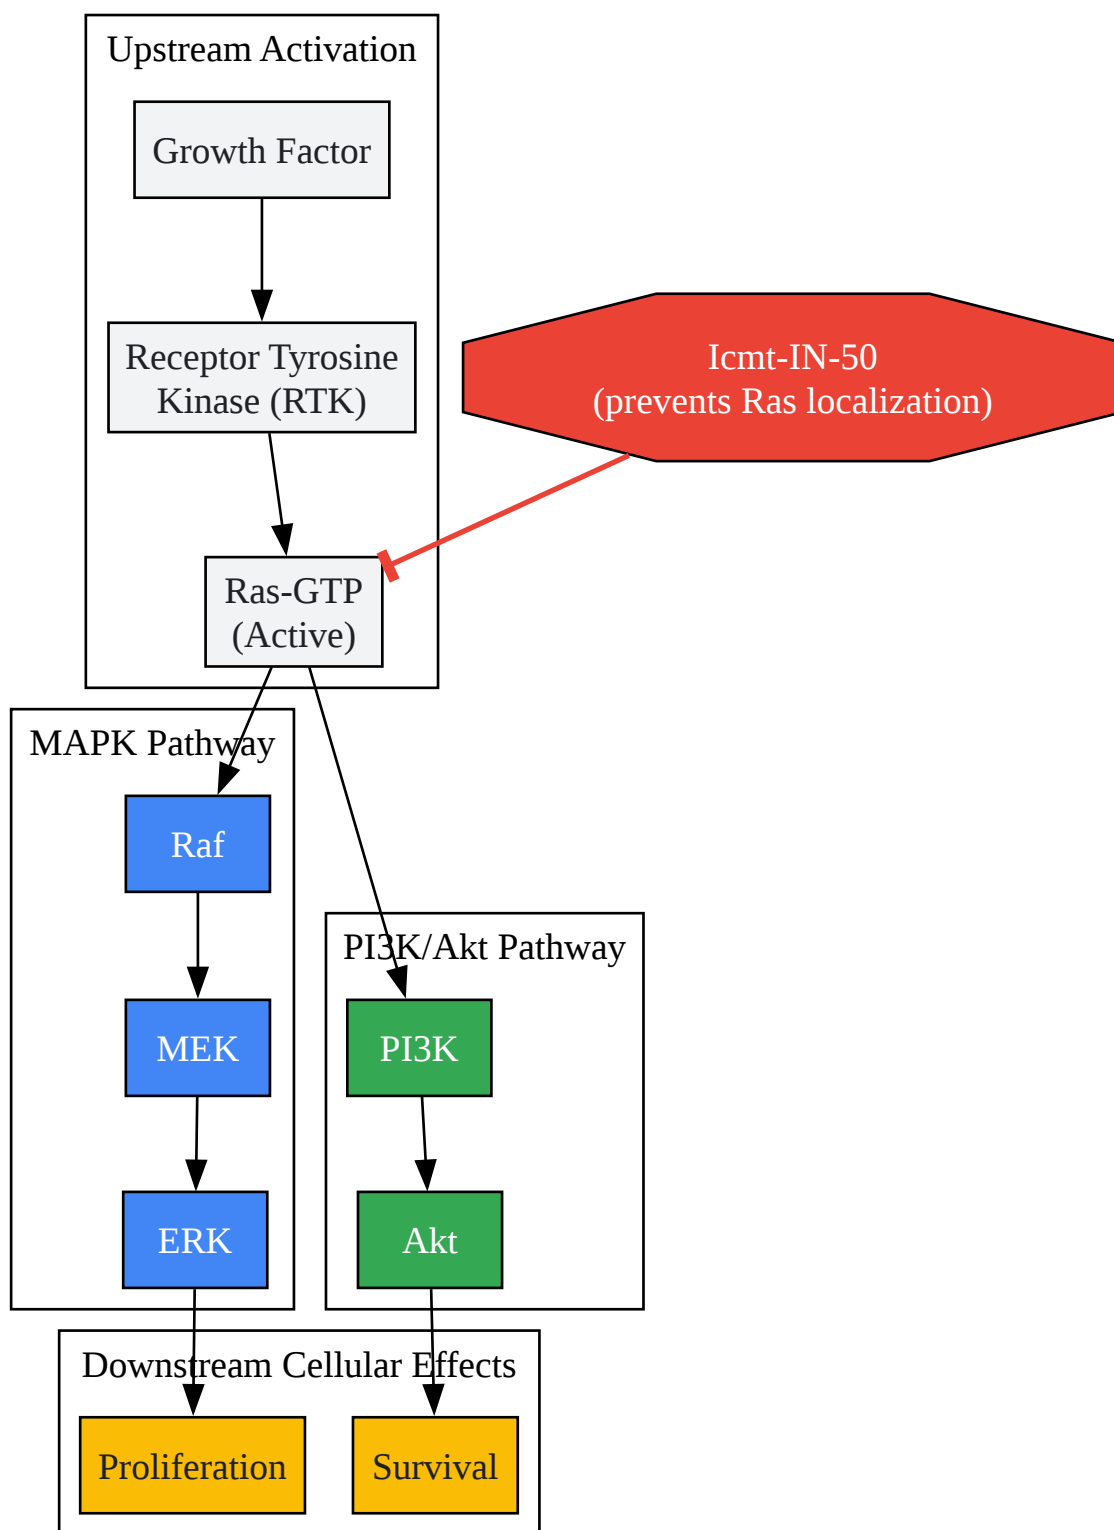 Upstream Activation
Growth Factor
Receptor Tyrosine
Kinase (RTK)
Icmt-IN-50
(prevents Ras localization)
Ras-GTP
(Active)
MAPK Pathway
Raf
PI3K/Akt Pathway
MEK
PI3K
ERK
Akt
Downstream Cellular Effects
Proliferation
Survival